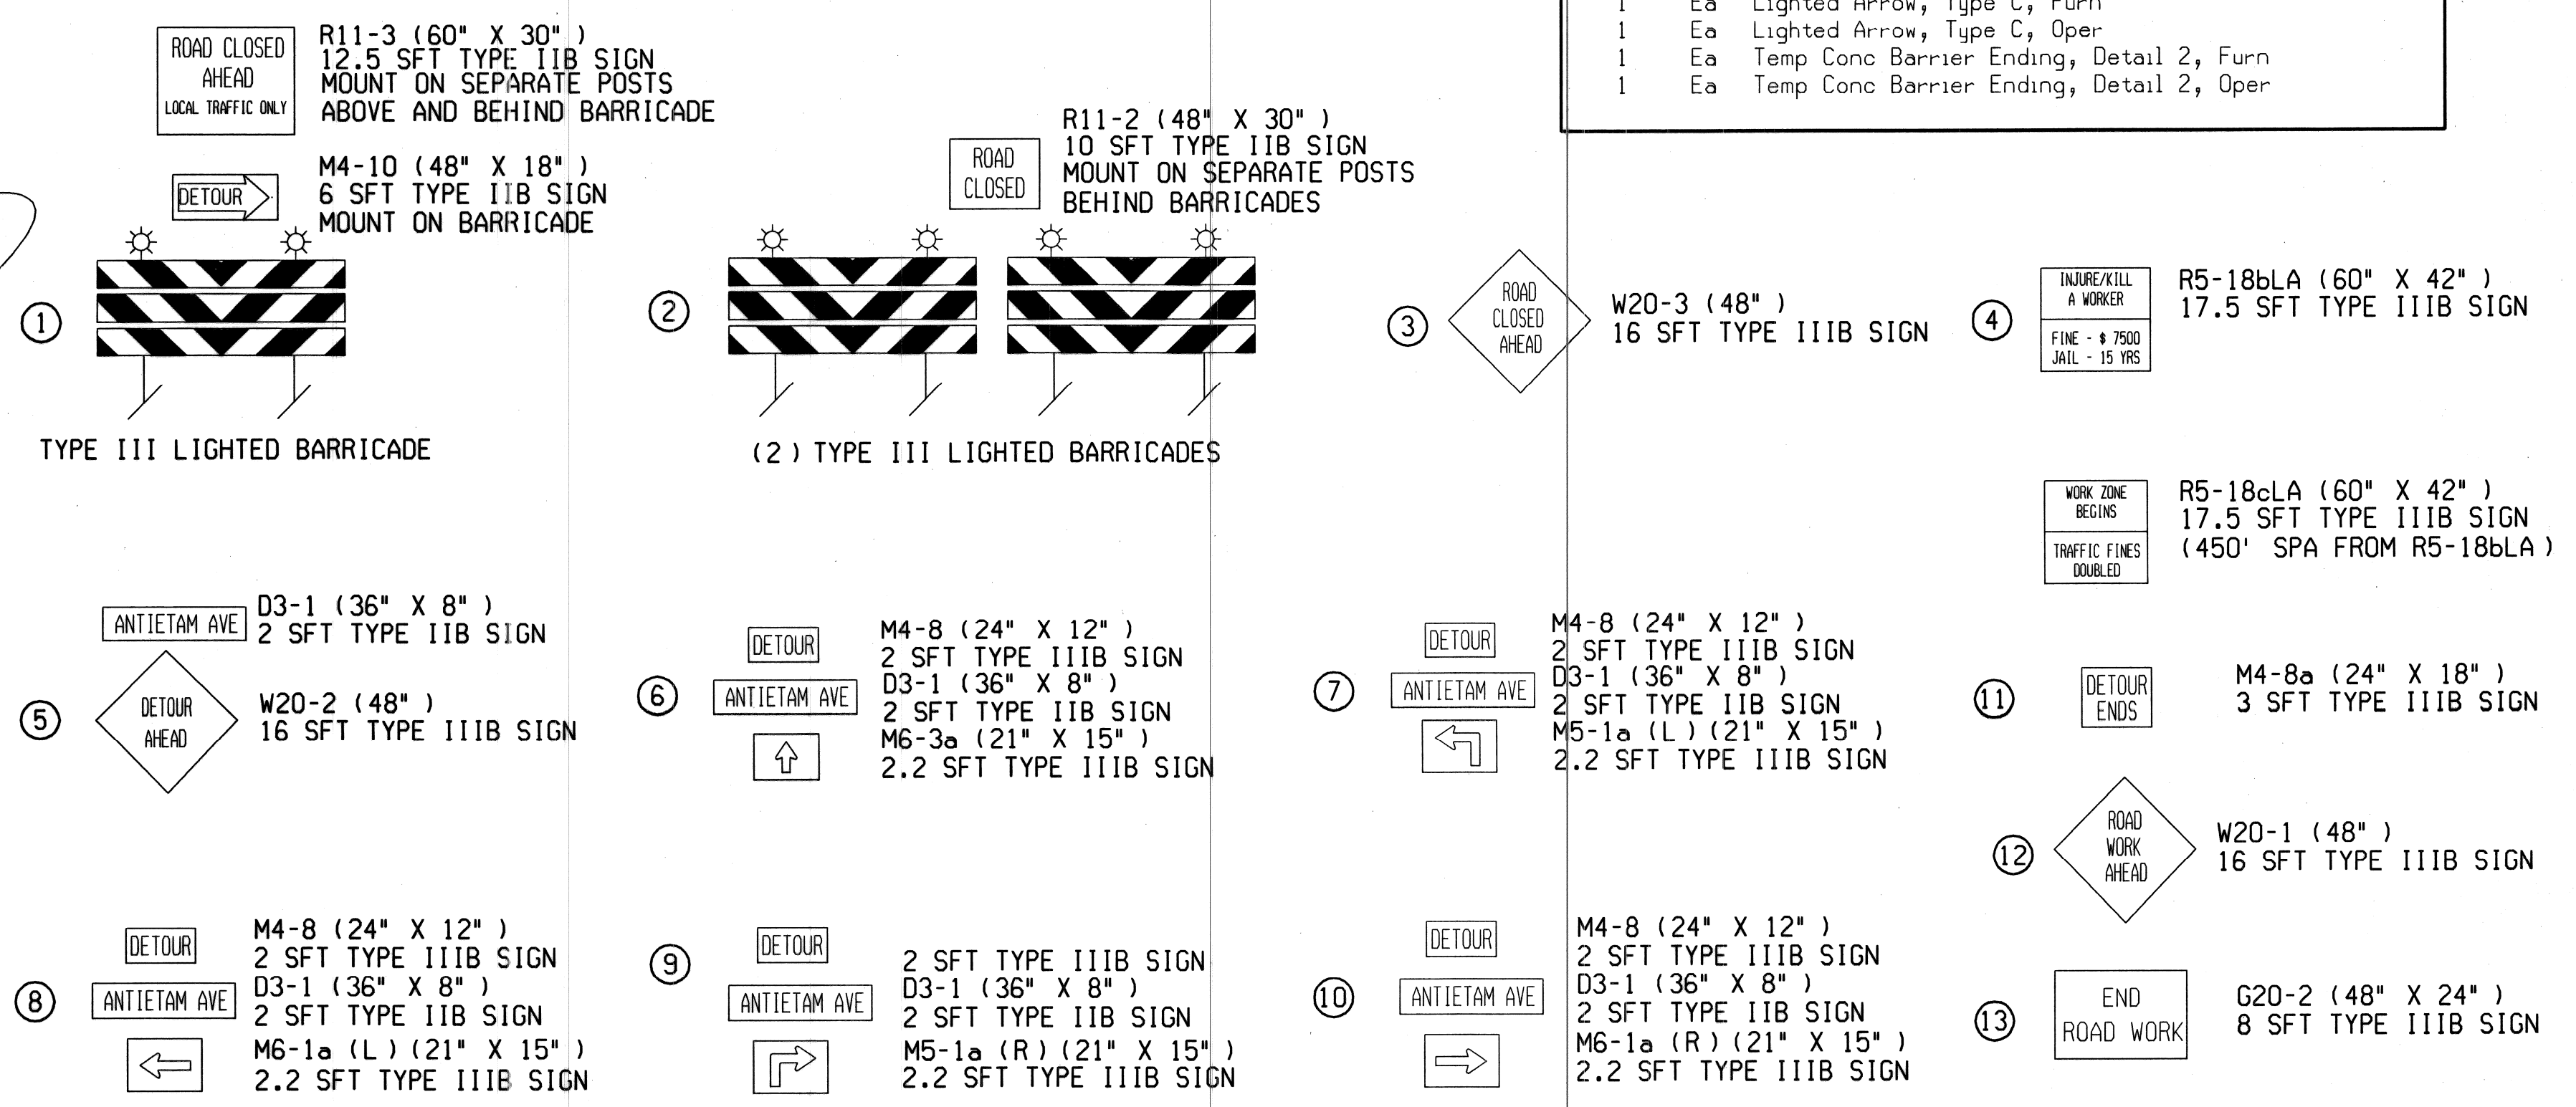 1 Ea Lighted Arrow, Type C, Furn
1 Ea Lighted Arrow, Type C, Oper
1 Ea Temp Conc Barrier Ending, Detail 2, Furn
1 Ea Temp Conc Barrier Ending, Detail 2, Oper
ROAD CLOSED
AHEAD
LOCAL TRAFFIC ONLY
R11-3 (60" X 30" )
12.5 SFT TYPE IIB SIGN
MOUNT ON SEPARATE POSTS
ABOVE AND BEHIND BARRICADE
DETOUR
M4-10 (48" X 18" )
6 SFT TYPE IIB SIGN
MOUNT ON BARRICADE
1
TYPE III LIGHTED BARRICADE
ROAD
CLOSED
R11-2 (48" X 30" )
10 SFT TYPE IIB SIGN
MOUNT ON SEPARATE POSTS
BEHIND BARRICADES
2
(2) TYPE III LIGHTED BARRICADES
3
ROAD
CLOSED
AHEAD
W20-3 (48" )
16 SFT TYPE IIIB SIGN
4
INJURE/KILL
A WORKER
FINE - $ 7500
JAIL - 15 YRS
R5-18bLA (60" X 42" )
17.5 SFT TYPE IIIB SIGN
WORK ZONE
BEGINS
TRAFFIC FINES
DOUBLED
R5-18cLA (60" X 42" )
17.5 SFT TYPE IIIB SIGN
(450' SPA FROM R5-18bLA )
5
ANTIETAM AVE
D3-1 (36" X 8" )
2 SFT TYPE IIB SIGN
DETOUR
AHEAD
W20-2 (48" )
16 SFT TYPE IIIB SIGN
6
DETOUR
M4-8 (24" X 12" )
2 SFT TYPE IIIB SIGN
ANTIETAM AVE
D3-1 (36" X 8" )
2 SFT TYPE IIB SIGN
M6-3a (21" X 15" )
2.2 SFT TYPE IIIB SIGN
7
DETOUR
M4-8 (24" X 12" )
2 SFT TYPE IIIB SIGN
ANTIETAM AVE
D3-1 (36" X 8" )
2 SFT TYPE IIB SIGN
M5-1a (L ) (21" X 15" )
2.2 SFT TYPE IIIB SIGN
11
DETOUR
ENDS
M4-8a (24" X 18" )
3 SFT TYPE IIIB SIGN
12
ROAD
WORK
AHEAD
W20-1 (48" )
16 SFT TYPE IIIB SIGN
8
DETOUR
M4-8 (24" X 12" )
2 SFT TYPE IIIB SIGN
ANTIETAM AVE
D3-1 (36" X 8" )
2 SFT TYPE IIB SIGN
M6-1a (L ) (21" X 15" )
2.2 SFT TYPE IIIB SIGN
9
DETOUR
2 SFT TYPE IIIB SIGN
ANTIETAM AVE
D3-1 (36" X 8" )
2 SFT TYPE IIB SIGN
M5-1a (R ) (21" X 15" )
2.2 SFT TYPE IIIB SIGN
10
DETOUR
M4-8 (24" X 12" )
2 SFT TYPE IIIB SIGN
ANTIETAM AVE
D3-1 (36" X 8" )
2 SFT TYPE IIB SIGN
M6-1a (R ) (21" X 15" )
2.2 SFT TYPE IIIB SIGN
13
END
ROAD WORK
G20-2 (48" X 24" )
8 SFT TYPE IIIB SIGN